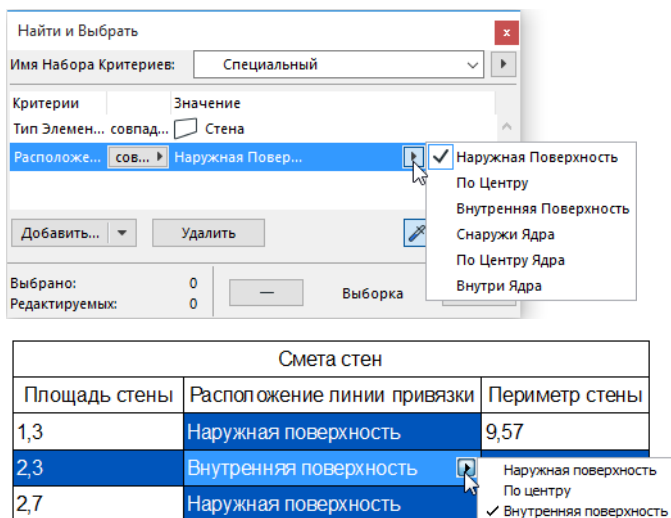 Найти и Выбрать
x
Имя Набора Критериев: Специальный
Критерии Значение
Тип Элемен... совпад... Стена
Расположе... сов... Наружная Повер...
Наружная Поверхность
По Центру
Внутренняя Поверхность
Снаружи Ядра
По Центру Ядра
Внутри Ядра
Добавить... Удалить
Выбрано: 0
Редактируемых: 0
— Выборка
Смета стен
Площадь стены Расположение линии привязки Периметр стены
1,3 Наружная поверхность 9,57
2,3 Внутренняя поверхность
2,7 Наружная поверхность
Наружная поверхность
По центру
Внутренняя поверхность